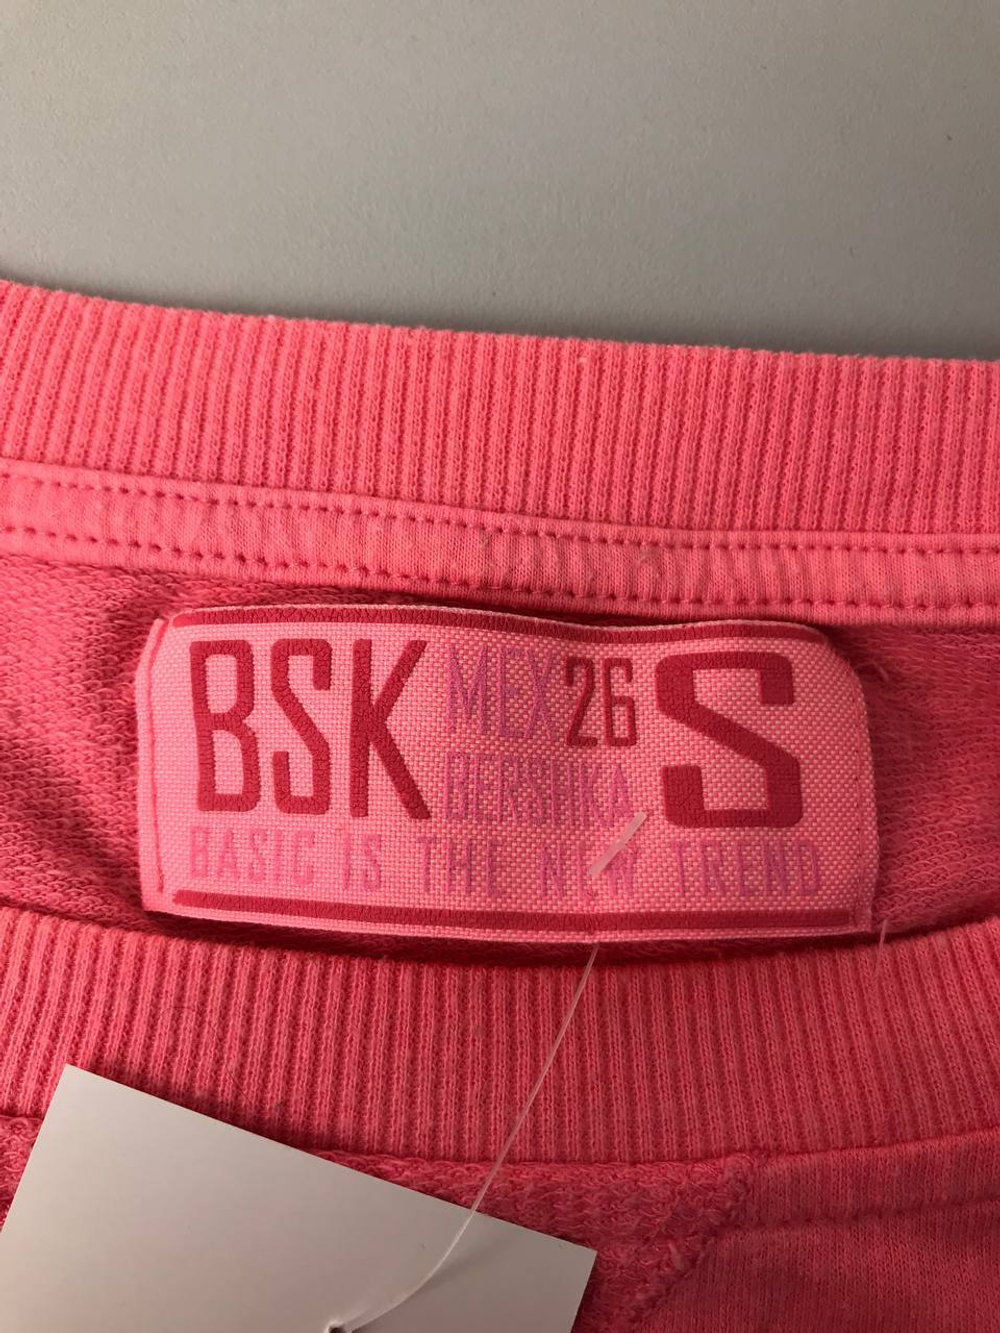 BSK MEX 26 S
BERSHKA
BASIC IS THE NEW TREND